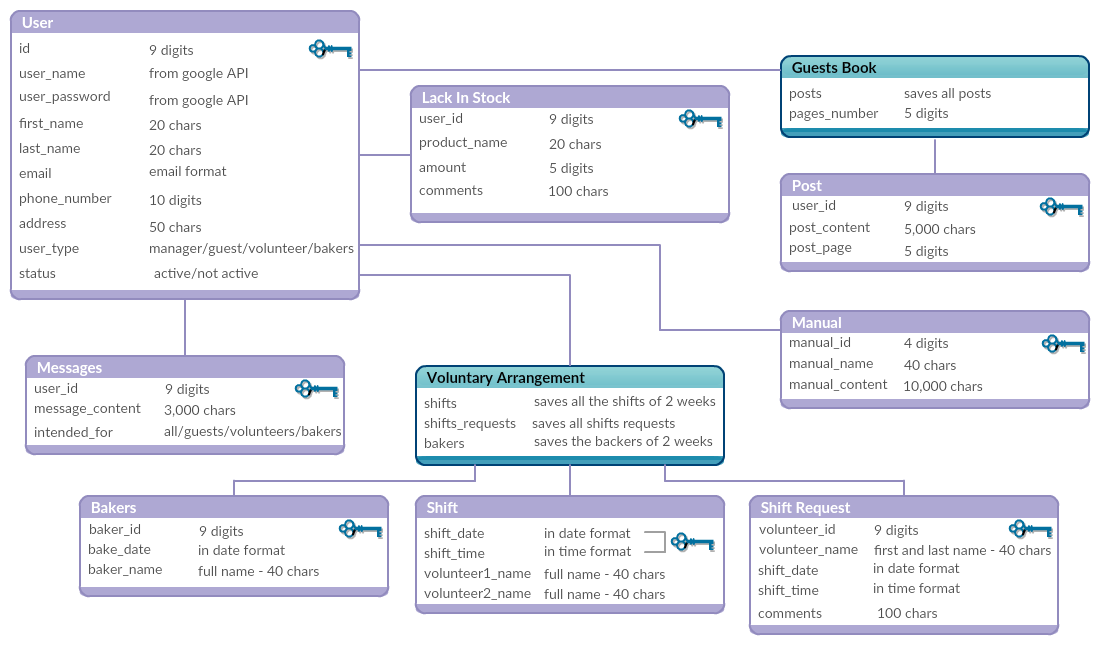 User
id 9 digits
user_name from google API
user_password from google API
first_name 20 chars
last_name 20 chars
email email format
phone_number 10 digits
address 50 chars
user_type manager/guest/volunteer/bakers
status active/not active
Lack In Stock
user_id 9 digits
product_name 20 chars
amount 5 digits
comments 100 chars
Guests Book
posts saves all posts
pages_number 5 digits
Post
user_id 9 digits
post_content 5,000 chars
post_page 5 digits
Manual
manual_id 4 digits
manual_name 40 chars
manual_content 10,000 chars
Messages
user_id 9 digits
message_content 3,000 chars
intended_for all/guests/volunteers/bakers
Voluntary Arrangement
shifts saves all the shifts of 2 weeks
shifts_requests saves all shifts requests
bakers saves the backers of 2 weeks
Bakers
baker_id 9 digits
bake_date in date format
baker_name full name - 40 chars
Shift
shift_date in date format
shift_time in time format
volunteer1_name full name - 40 chars
volunteer2_name full name - 40 chars
Shift Request
volunteer_id 9 digits
volunteer_name first and last name - 40 chars
shift_date in date format
shift_time in time format
comments 100 chars